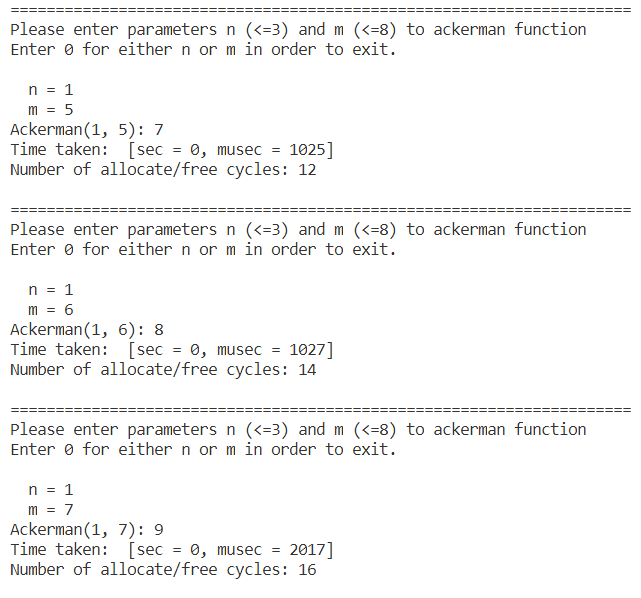 =====================================================================
Please enter parameters n (<=3) and m (<=8) to ackerman function
Enter 0 for either n or m in order to exit.

  n = 1
  m = 5
Ackerman(1, 5): 7
Time taken:  [sec = 0, musec = 1025]
Number of allocate/free cycles: 12

=====================================================================
Please enter parameters n (<=3) and m (<=8) to ackerman function
Enter 0 for either n or m in order to exit.

  n = 1
  m = 6
Ackerman(1, 6): 8
Time taken:  [sec = 0, musec = 1027]
Number of allocate/free cycles: 14

=====================================================================
Please enter parameters n (<=3) and m (<=8) to ackerman function
Enter 0 for either n or m in order to exit.

  n = 1
  m = 7
Ackerman(1, 7): 9
Time taken:  [sec = 0, musec = 2017]
Number of allocate/free cycles: 16